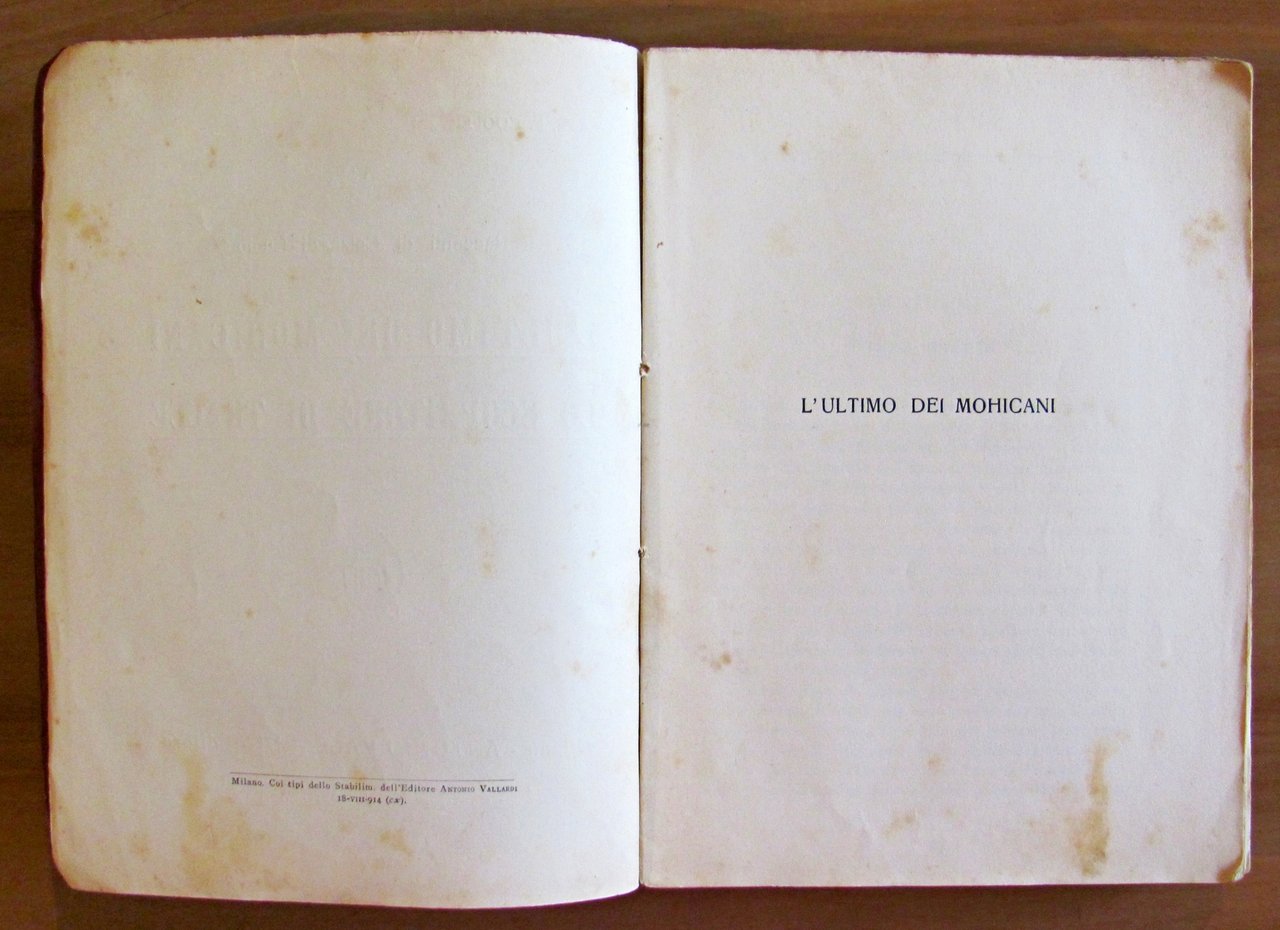 Milano. Coi tipi dello Stabilim. dell'Editore ANTONIO VALLARDI
18-VIII-914 (cx).
L'ULTIMO DEI MOHICANI